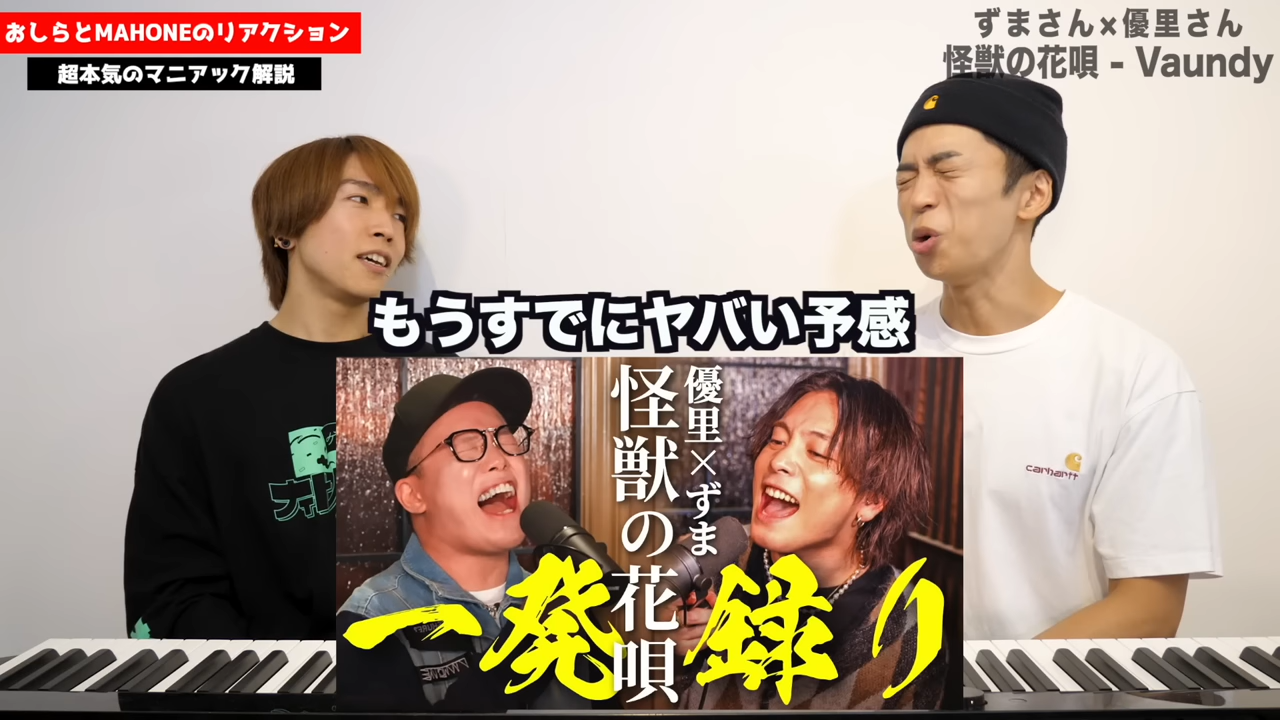 おしらとMAHONEのリアクション
超本気のマニアック解説
ずまさん×優里さん
怪獣の花唄 - Vaundy
もうすでにヤバい予感
優里×ずま
怪獣の花唄
一発録り
carhartt